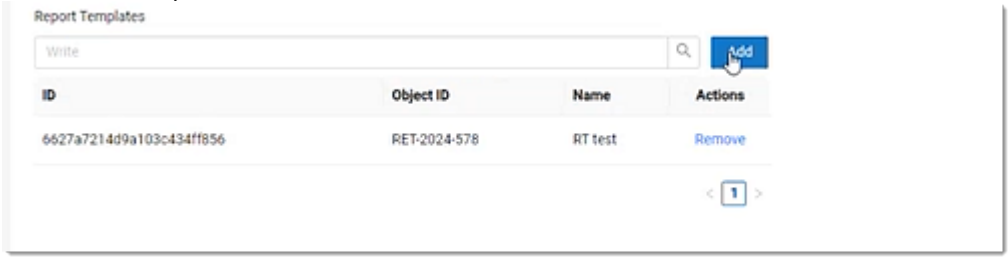 Report Templates
Write Add
ID Object ID Name Actions
6627a7214d9a103c434ff856 RET-2024-578 RT test Remove
< 1 >